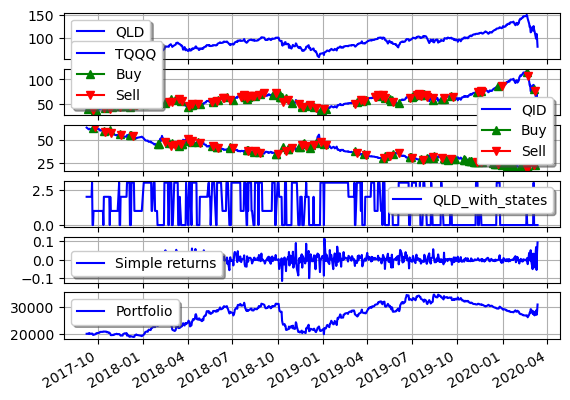 150
100
QLD
TQQQ
Buy
Sell
100
50
QID
Buy
Sell
50
25
2.5
0.0
QLD_with_states
0.1
0.0
−0.1
Simple returns
30000
20000
Portfolio
2017-10
2018-01
2018-04
2018-07
2018-10
2019-01
2019-04
2019-07
2019-10
2020-01
2020-04